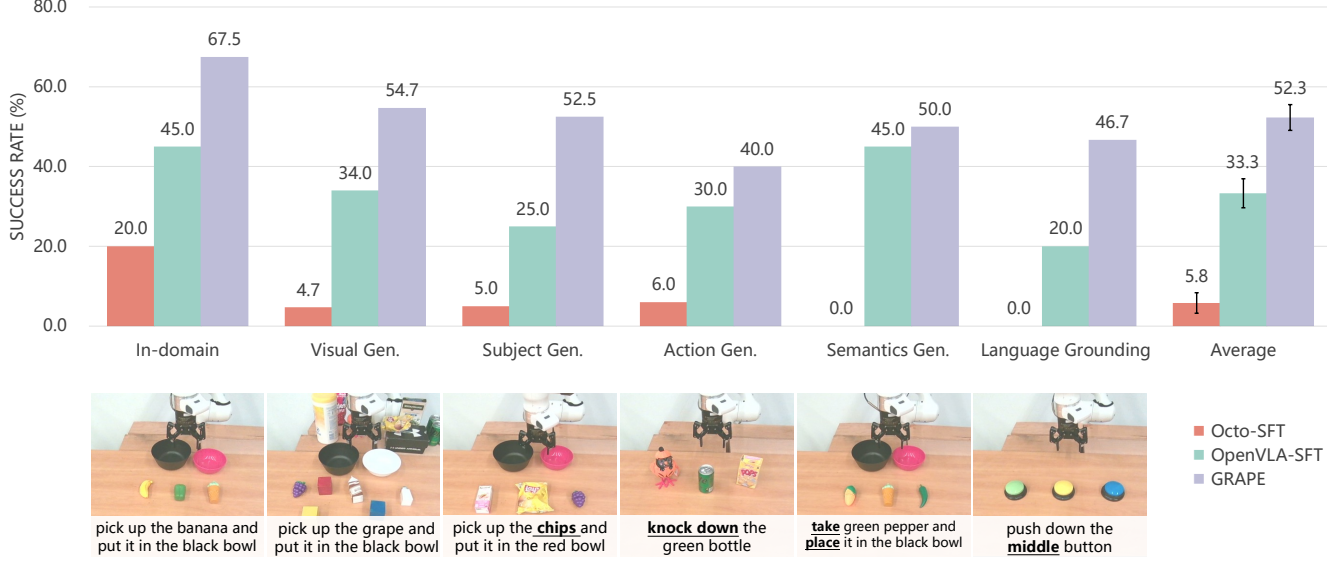 80.0
60.0
40.0
20.0
0.0
SUCCESS RATE (%)
20.0 45.0 67.5
4.7 34.0 54.7
5.0 25.0 52.5
6.0 30.0 40.0
0.0 45.0 50.0
0.0 20.0 46.7
5.8 33.3 52.3
In-domain Visual Gen. Subject Gen. Action Gen. Semantics Gen. Language Grounding Average
pick up the banana and
put it in the black bowl
pick up the grape and
put it in the black bowl
pick up the chips and
put it in the red bowl
knock down the
green bottle
take green pepper and
place it in the black bowl
push down the
middle button
Octo-SFT
OpenVLA-SFT
GRAPE